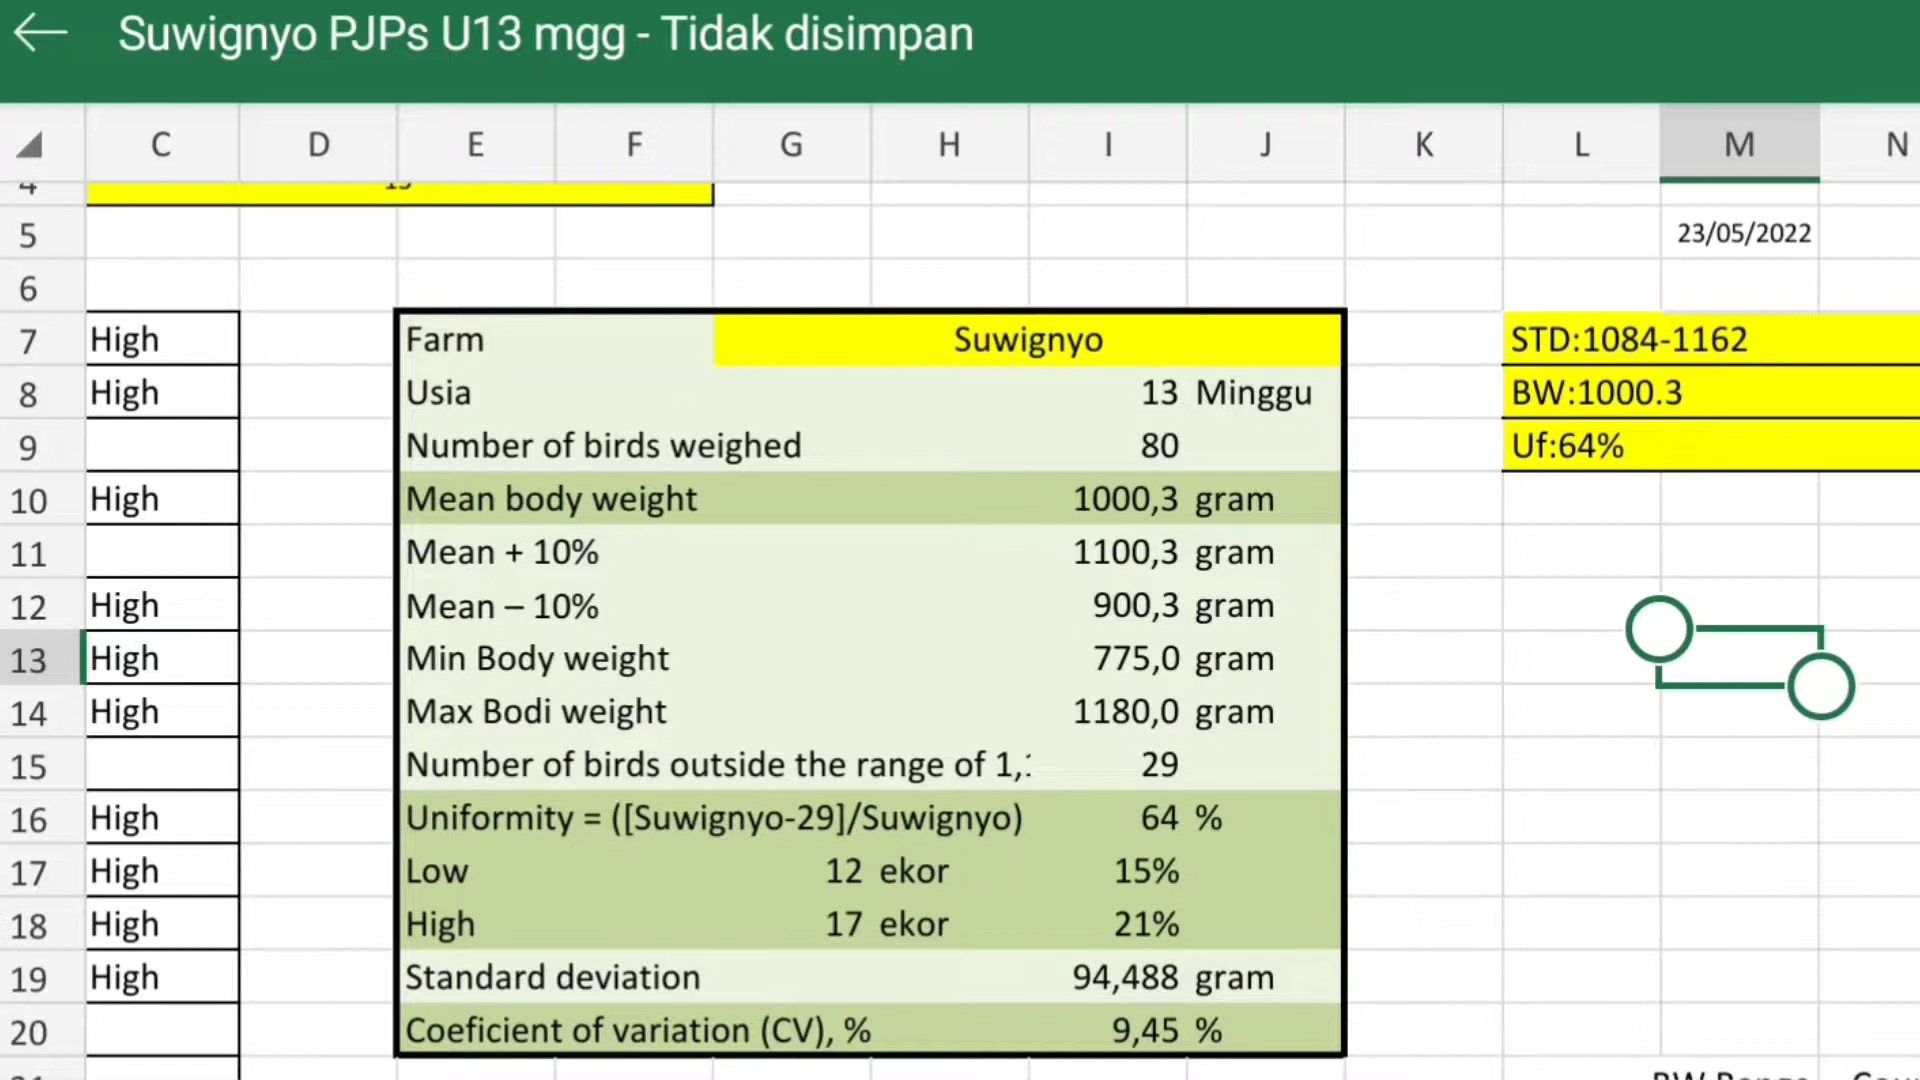 Suwignyo PJPs U13 mgg - Tidak disimpan
C D E F G H I J K L M N
4
5 23/05/2022
6
7 High Farm Suwignyo STD:1084-1162
8 High Usia 13 Minggu BW:1000.3
9 Number of birds weighed 80 Uf:64%
10 High Mean body weight 1000,3 gram
11 Mean + 10% 1100,3 gram
12 High Mean – 10% 900,3 gram
13 High Min Body weight 775,0 gram
14 High Max Bodi weight 1180,0 gram
15 Number of birds outside the range of 1, 29
16 High Uniformity = ([Suwignyo-29]/Suwignyo) 64 %
17 High Low 12 ekor 15%
18 High High 17 ekor 21%
19 High Standard deviation 94,488 gram
20 Coeficient of variation (CV), % 9,45 %
BW Range